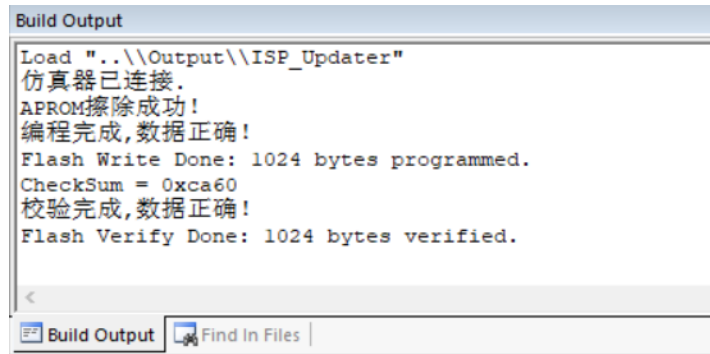 Build Output
Load "..\\Output\\ISP_Updater"
仿真器已连接.
APROM擦除成功!
编程完成,数据正确!
Flash Write Done: 1024 bytes programmed.
CheckSum = 0xca60
校验完成,数据正确!
Flash Verify Done: 1024 bytes verified.
Build Output Find In Files